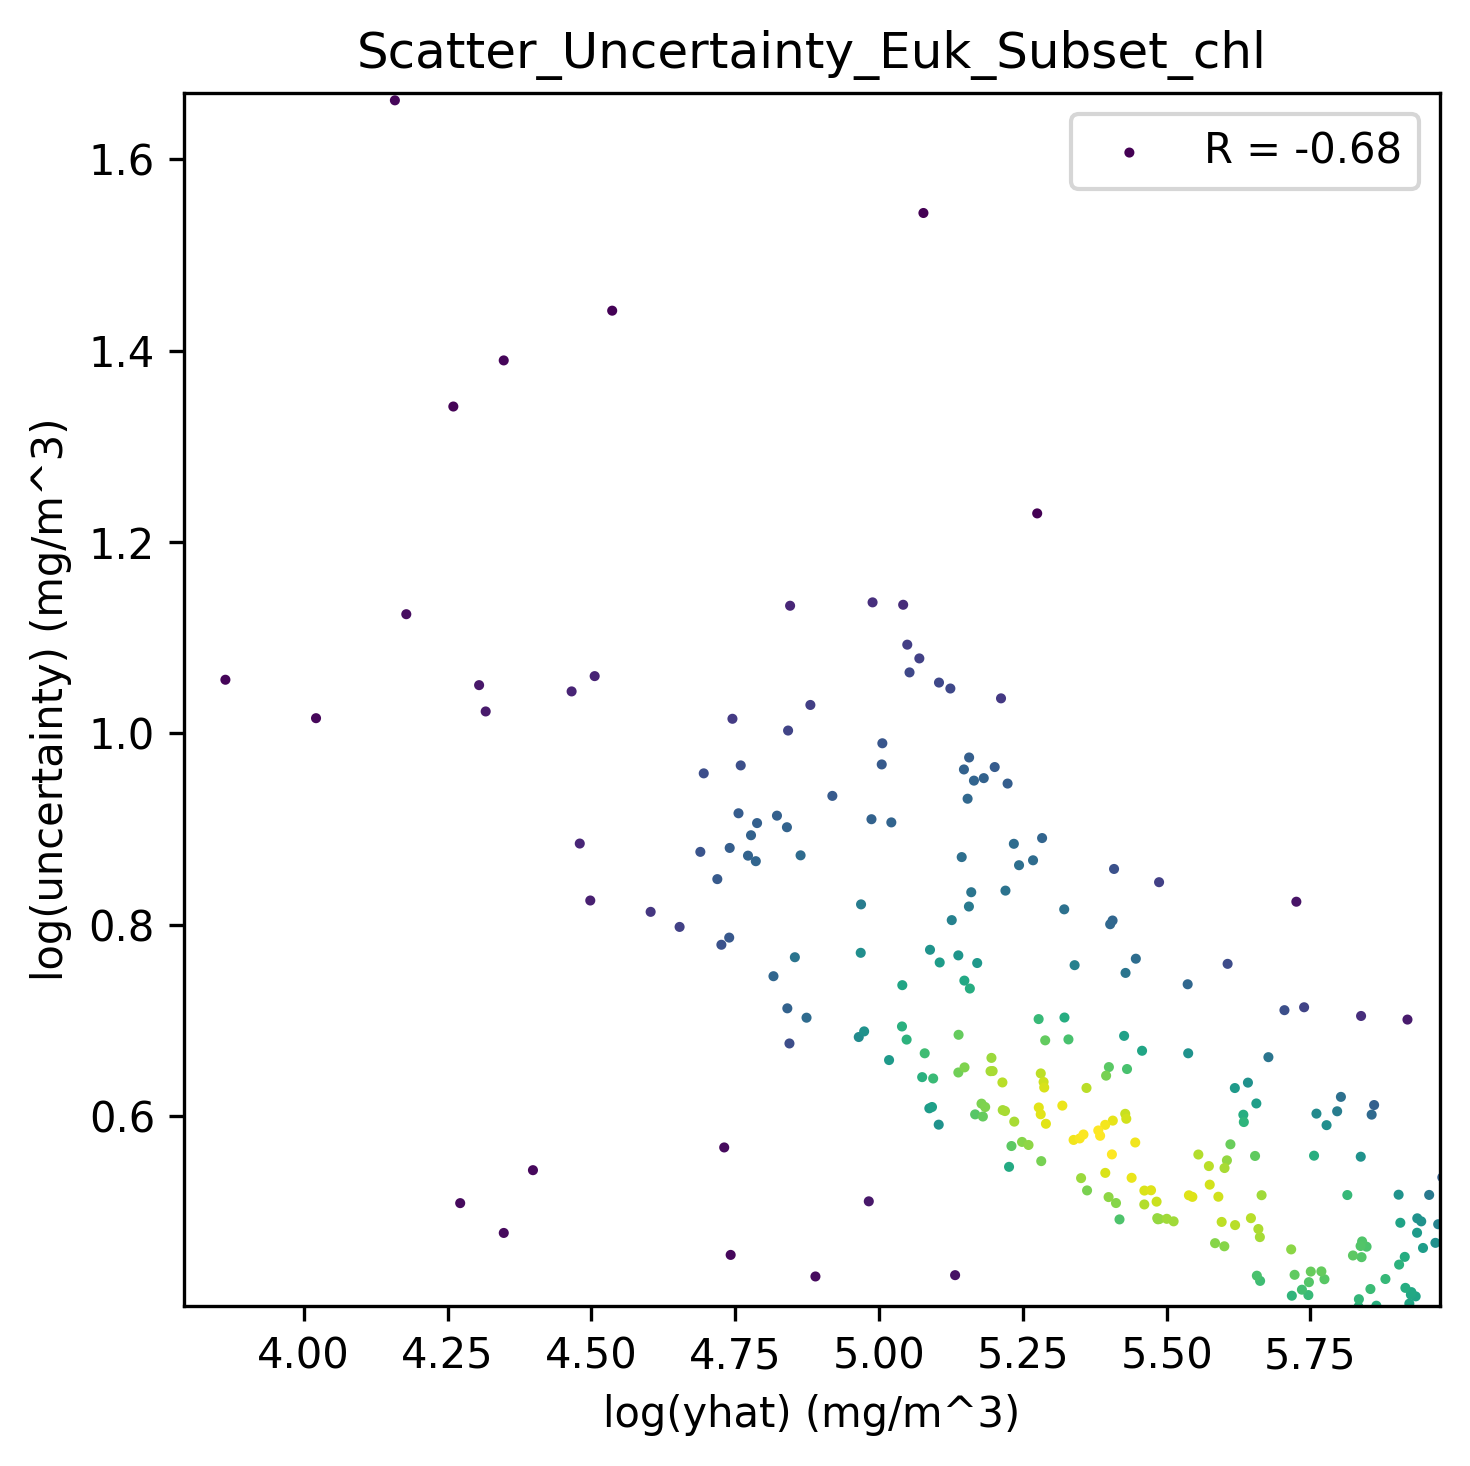 Scatter_Uncertainty_Euk_Subset_chl
R = -0.68
1.6
1.4
1.2
1.0
0.8
0.6
log(uncertainty) (mg/m^3)
4.00 4.25 4.50 4.75 5.00 5.25 5.50 5.75
log(yhat) (mg/m^3)